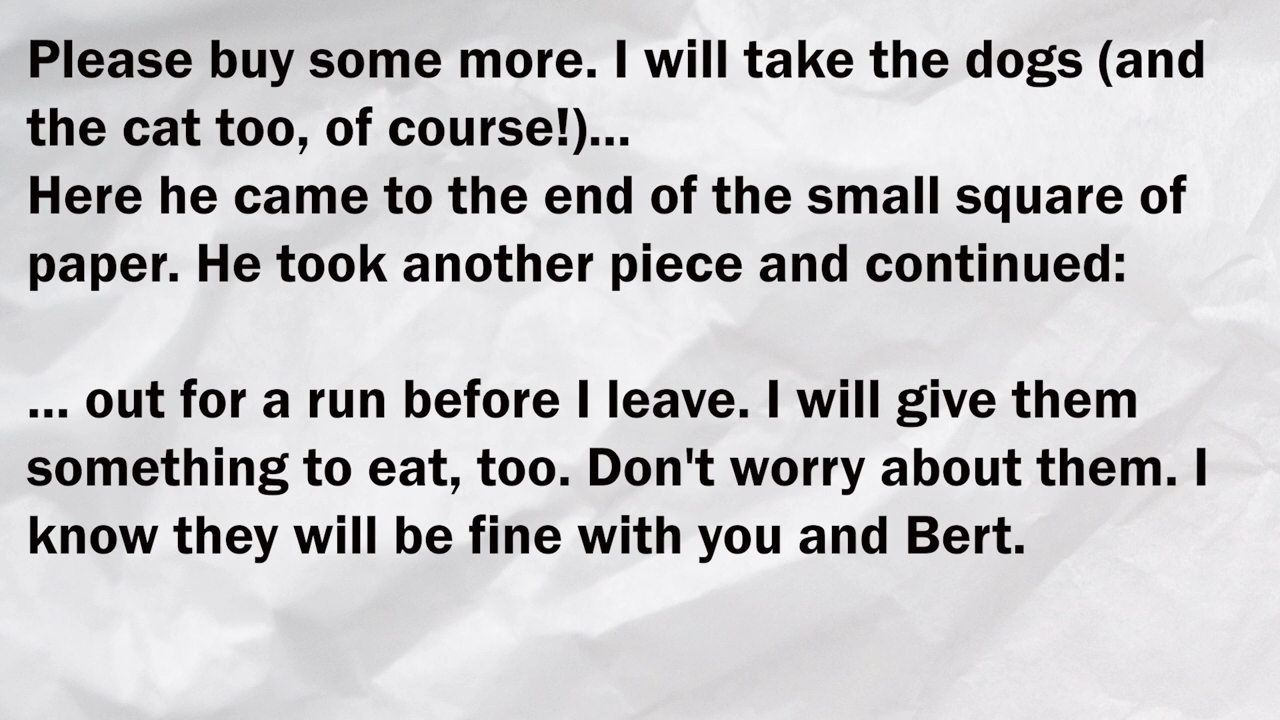 Please buy some more. I will take the dogs (and
the cat too, of course!)...
Here he came to the end of the small square of
paper. He took another piece and continued:
... out for a run before I leave. I will give them
something to eat, too. Don't worry about them. I
know they will be fine with you and Bert.